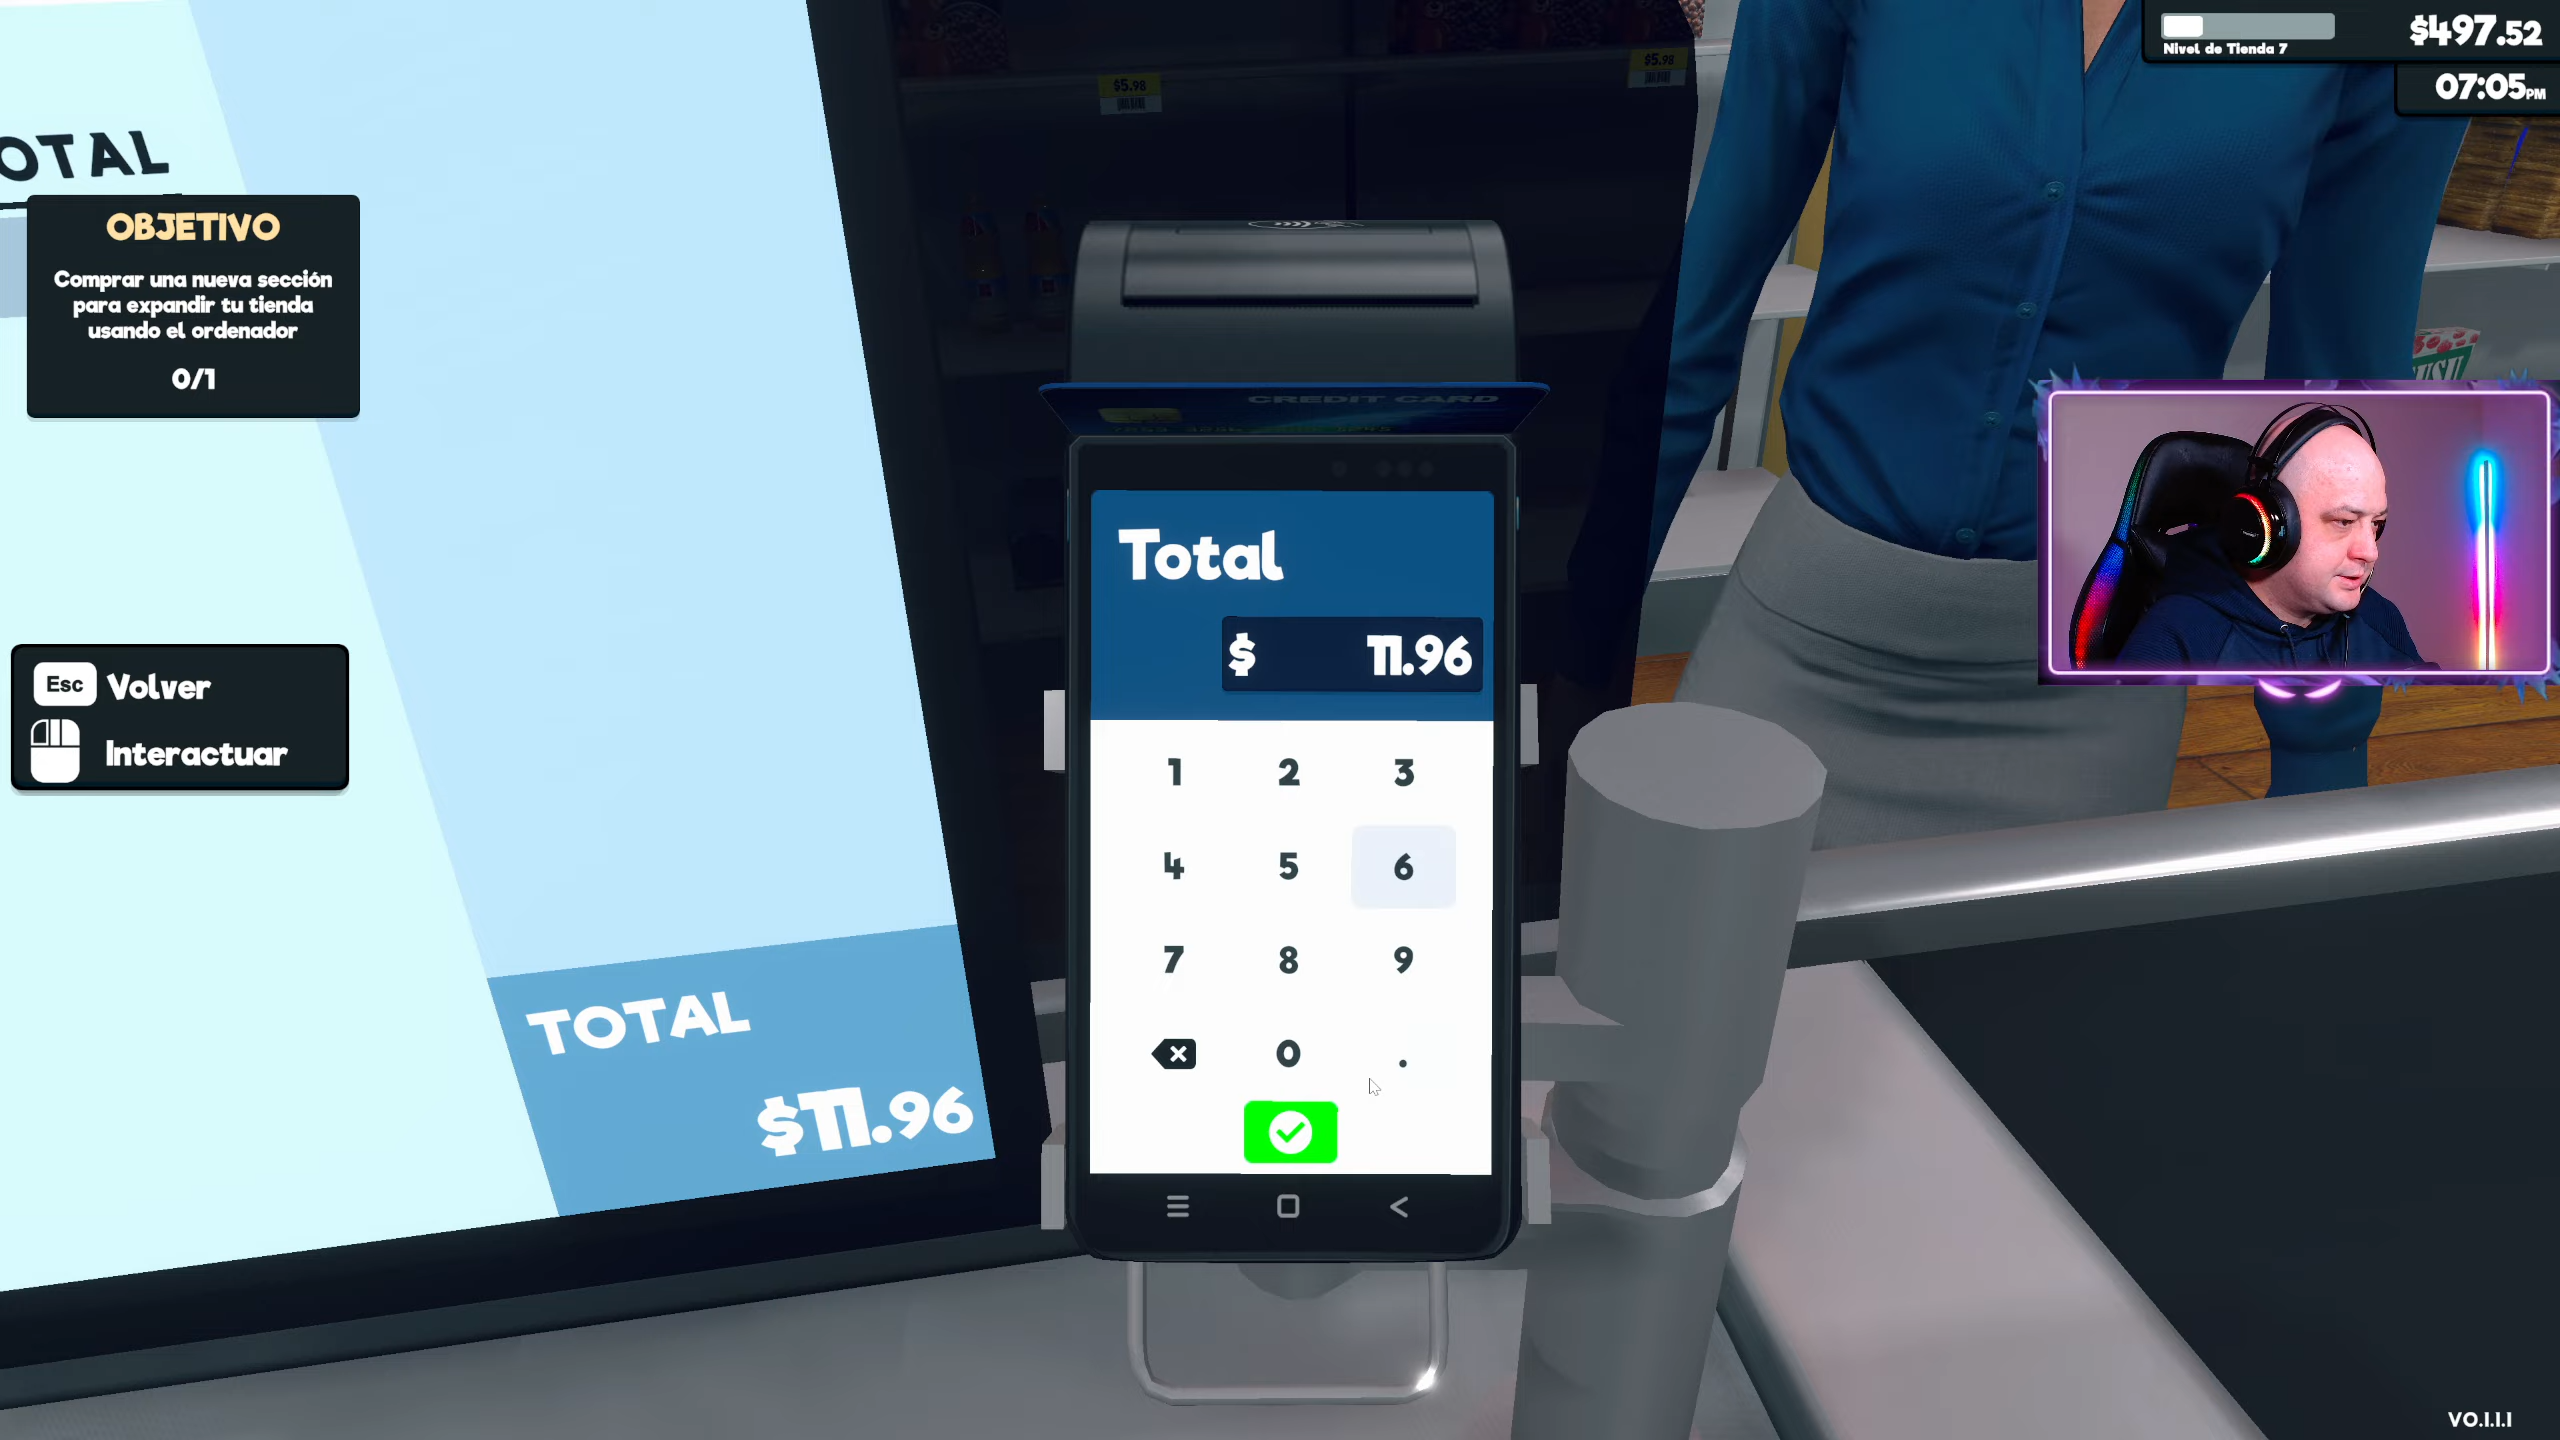 $497.52
Nivel de Tienda 7
07:05PM
$5.98
$5.98
OTAL
OBJETIVO
Comprar una nueva sección
para expandir tu tienda
usando el ordenador
0/1
CREDIT CARD
Total
$ 11.96
Esc Volver
Interactuar
1 2 3
4 5 6
7 8 9
0 .
TOTAL
$11.96
V0.1.1.1